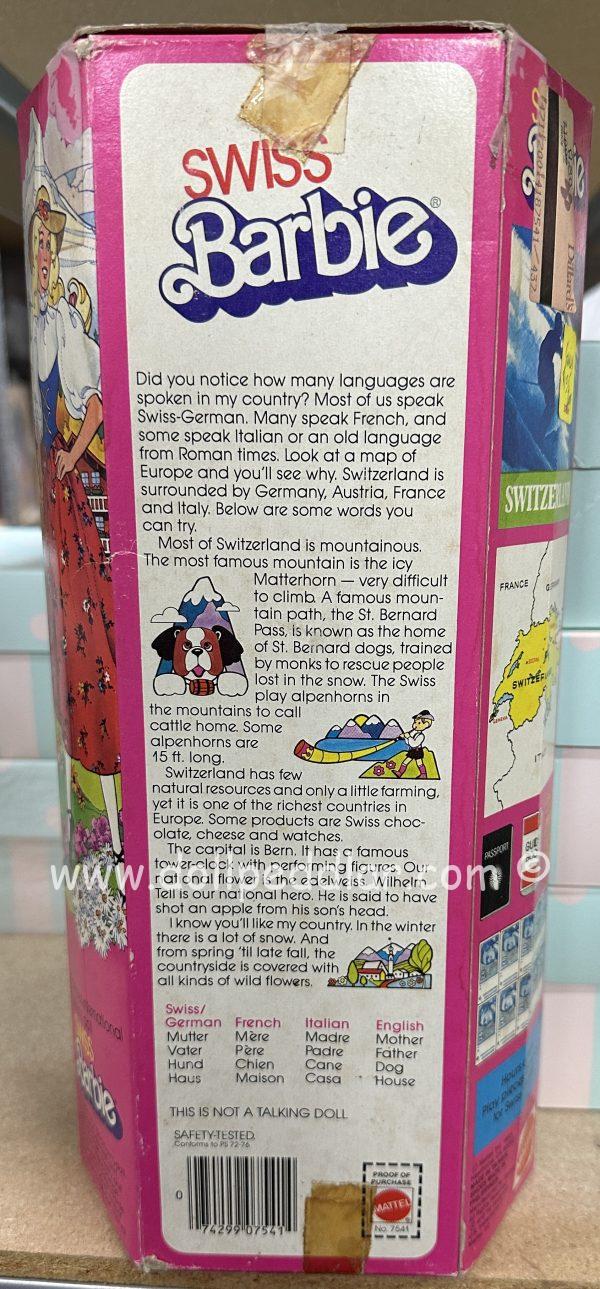 SWISS
Barbie®
Did you notice how many languages are
spoken in my country? Most of us speak
Swiss-German. Many speak French, and
some speak Italian or an old language
from Roman times. Look at a map of
Europe and you'll see why. Switzerland is
surrounded by Germany, Austria, France
and Italy. Below are some words you
can try.
Most of Switzerland is mountainous.
The most famous mountain is the icy
Matterhorn — very difficult
to climb. A famous moun-
tain path, the St. Bernard
Pass, is known as the home
of St. Bernard dogs, trained
by monks to rescue people
lost in the snow. The Swiss
play alpenhorns in
the mountains to call
cattle home. Some
alpenhorns are
15 ft. long.
Switzerland has few
natural resources and only a little farming,
yet it is one of the richest countries in
Europe. Some products are Swiss choc-
olate, cheese and watches.
The capital is Bern. It has a famous
tower-clock with performing figures. Our
national flower is the edelweiss. Wilhelm
Tell is our national hero. He is said to have
shot an apple from his son's head.
I know you'll like my country. In the winter
there is a lot of snow. And
from spring 'til late fall, the
countryside is covered with
all kinds of wild flowers.
Swiss/
German French Italian English
Mutter Mère Madre Mother
Vater Père Padre Father
Hund Chien Cane Dog
Haus Maison Casa House
THIS IS NOT A TALKING DOLL
SAFETY-TESTED.
Conforms to PS 72-76
0 74299 07541
PROOF OF
PURCHASE
MATTEL
No. 7541
SWISS
Barbie
Dillard's
FRANCE
GENEVA
PASSPORT